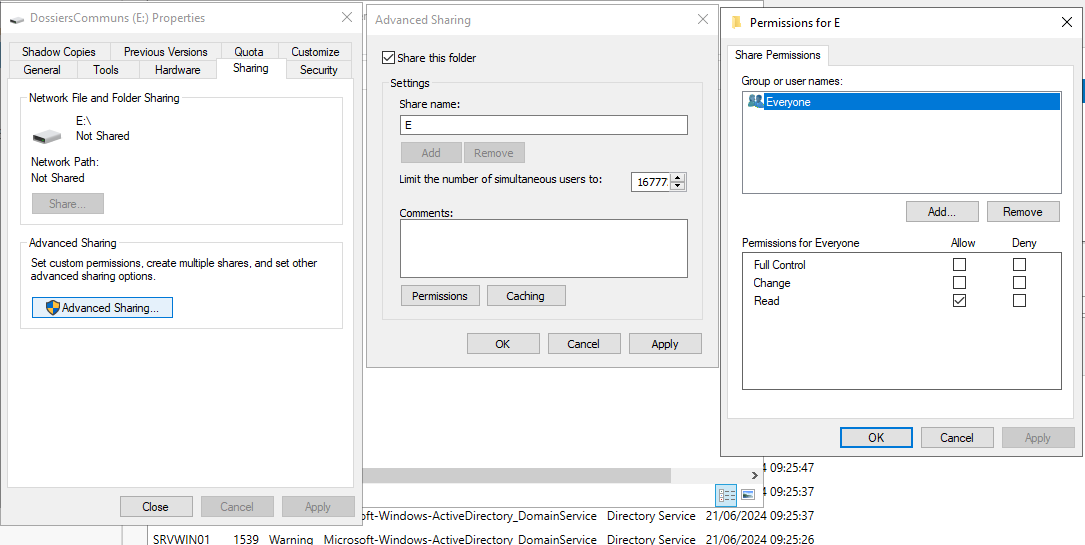 DossiersCommuns (E:) Properties
Shadow Copies
Previous Versions
Quota
Customize
General
Tools
Hardware
Sharing
Security
Network File and Folder Sharing
E:\
Not Shared
Network Path:
Not Shared
Share...
Advanced Sharing
Set custom permissions, create multiple shares, and set other
advanced sharing options.
Advanced Sharing...
Close
Cancel
Apply
Advanced Sharing
Share this folder
Settings
Share name:
E
Add
Remove
Limit the number of simultaneous users to:
16777
Comments:
Permissions
Caching
OK
Cancel
Apply
Permissions for E
Share Permissions
Group or user names:
Everyone
Add...
Remove
Permissions for Everyone
Allow
Deny
Full Control
Change
Read
OK
Cancel
Apply
4 09:25:47
4 09:25:37
osoft-Windows-ActiveDirectory_DomainService Directory Service 21/06/2024 09:25:37
SRVWIN01 1539 Warning Microsoft-Windows-ActiveDirectory_DomainService Directory Service 21/06/2024 09:25:26